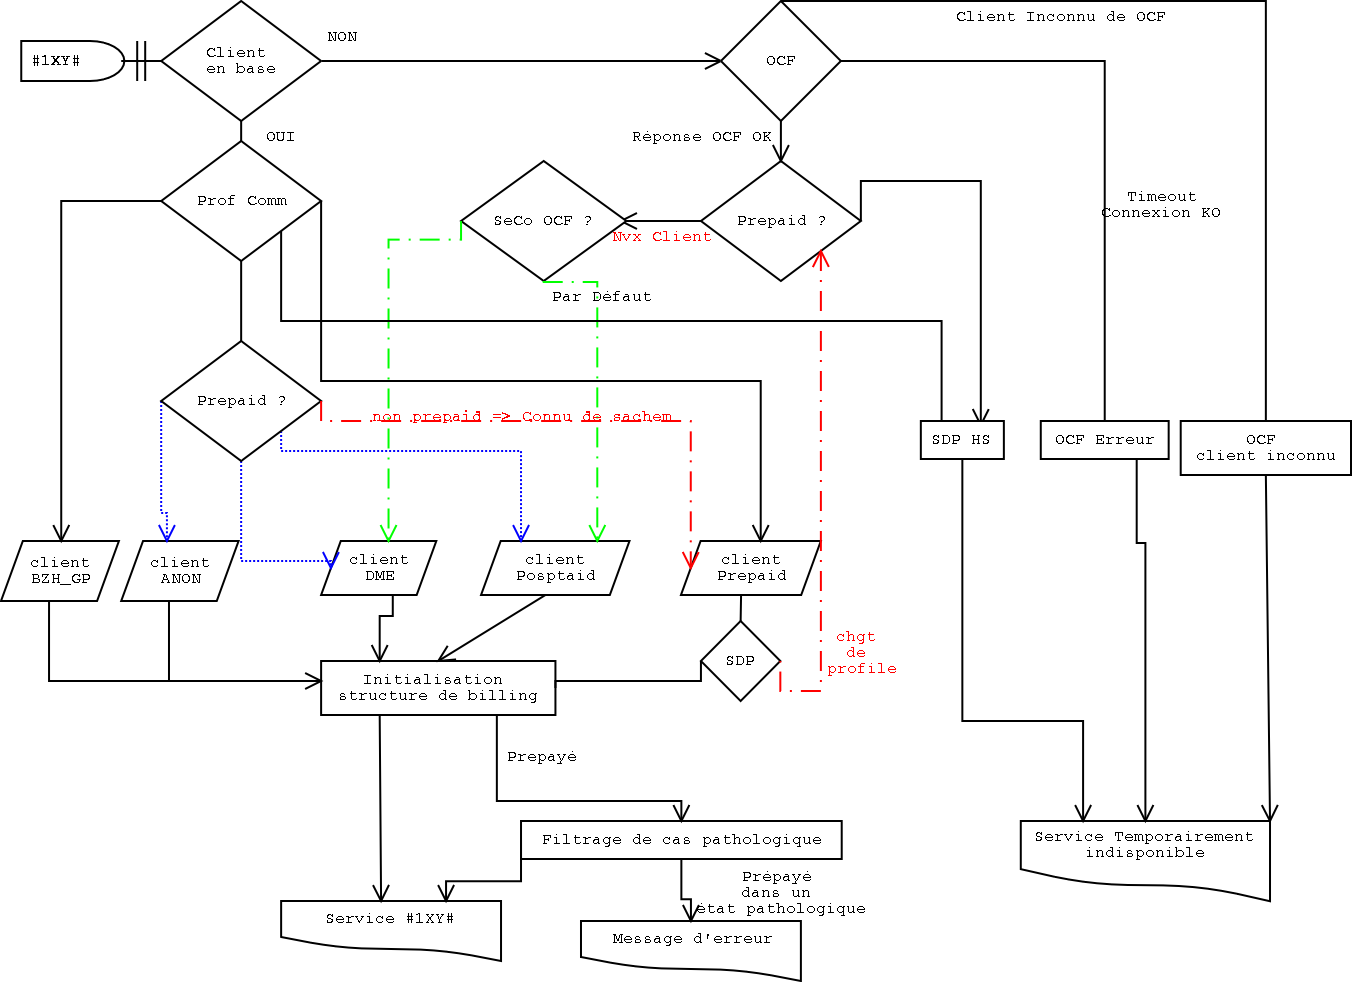 Client Inconnu de OCF
NON
Client
en base
#1XY#
OCF
OUI
Réponse OCF OK
Timeout
Connexion KO
Prof Comm
SeCo OCF ?
Prepaid ?
Nvx Client
Par Défaut
Prepaid ?
non prepaid => Connu de sachem
SDP HS
OCF Erreur
OCF
client inconnu
client
BZH_GP
client
ANON
client
DME
client
Posptaid
client
Prepaid
chgt
de
profile
SDP
Initialisation
structure de billing
Prepayé
Filtrage de cas pathologique
Service Temporairement
indisponible
Prépayé
dans un
état pathologique
Service #1XY#
Message d'erreur